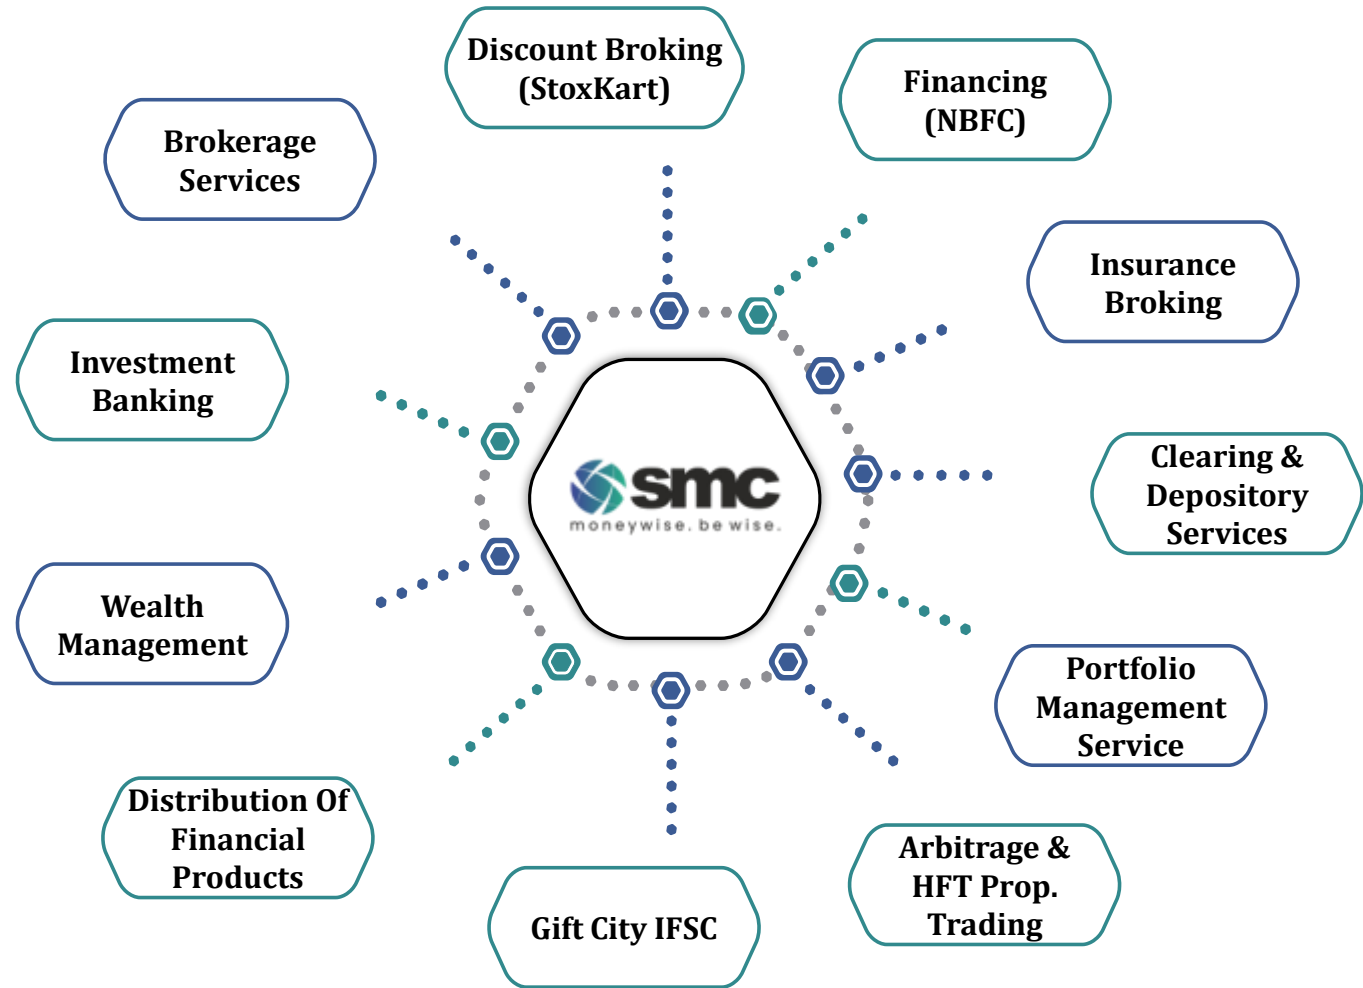 Discount Broking
(StoxKart)
Financing
(NBFC)
Brokerage
Services
Insurance
Broking
Investment
Banking
Clearing &
Depository
Services
smc
moneywise. be wise.
Wealth
Management
Portfolio
Management
Service
Distribution Of
Financial
Products
Arbitrage &
HFT Prop.
Trading
Gift City IFSC